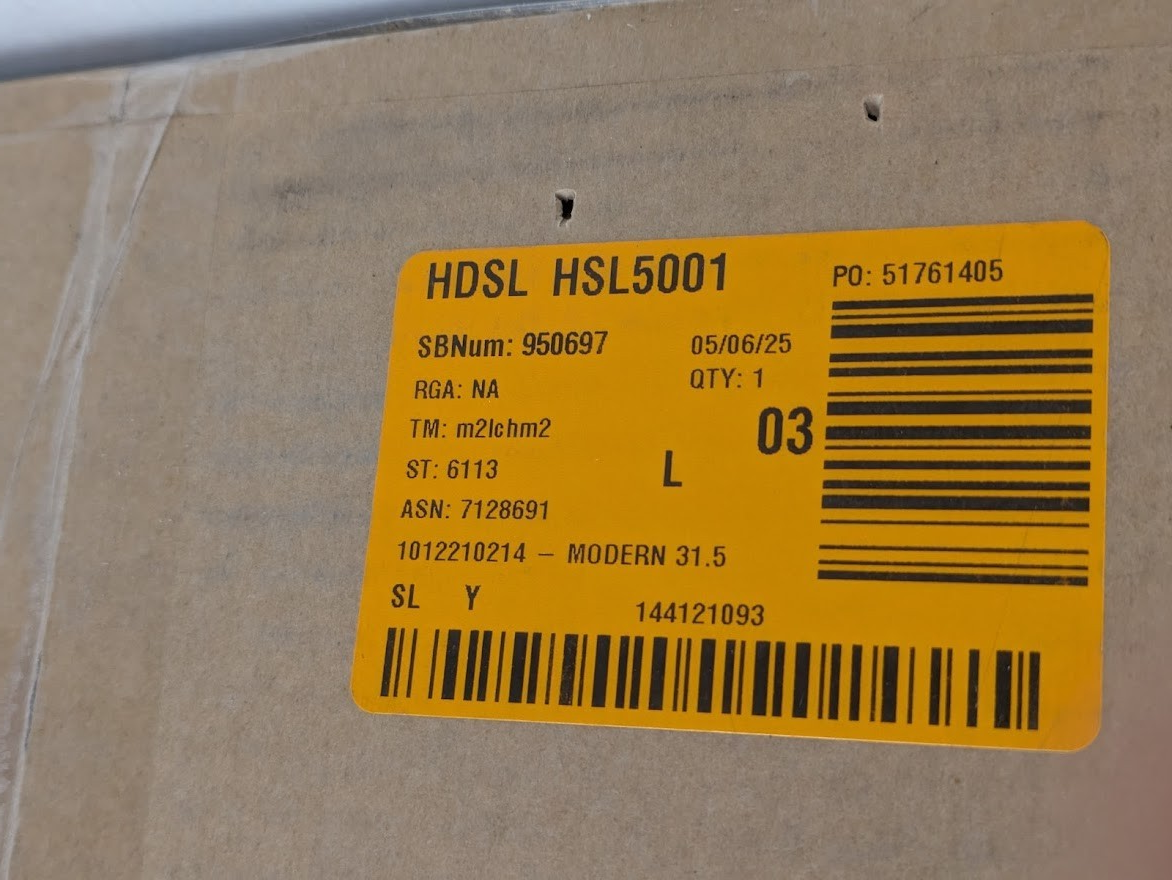 HDSL HSL5001
PO: 51761405
SBNum: 950697
05/06/25
RGA: NA
QTY: 1
TM: m2lchm2
03
ST: 6113
L
ASN: 7128691
1012210214 – MODERN 31.5
SL Y
144121093